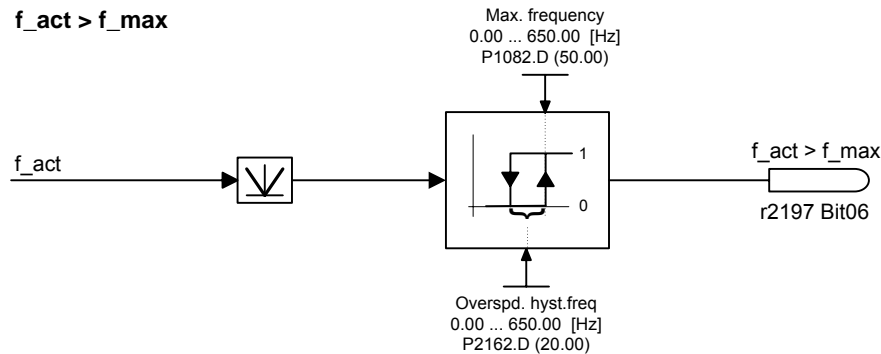 f_act > f_max
Max. frequency
0.00 ... 650.00 [Hz]
P1082.D (50.00)
f_act
1
0
f_act > f_max
r2197 Bit06
Overspd. hyst.freq
0.00 ... 650.00 [Hz]
P2162.D (20.00)